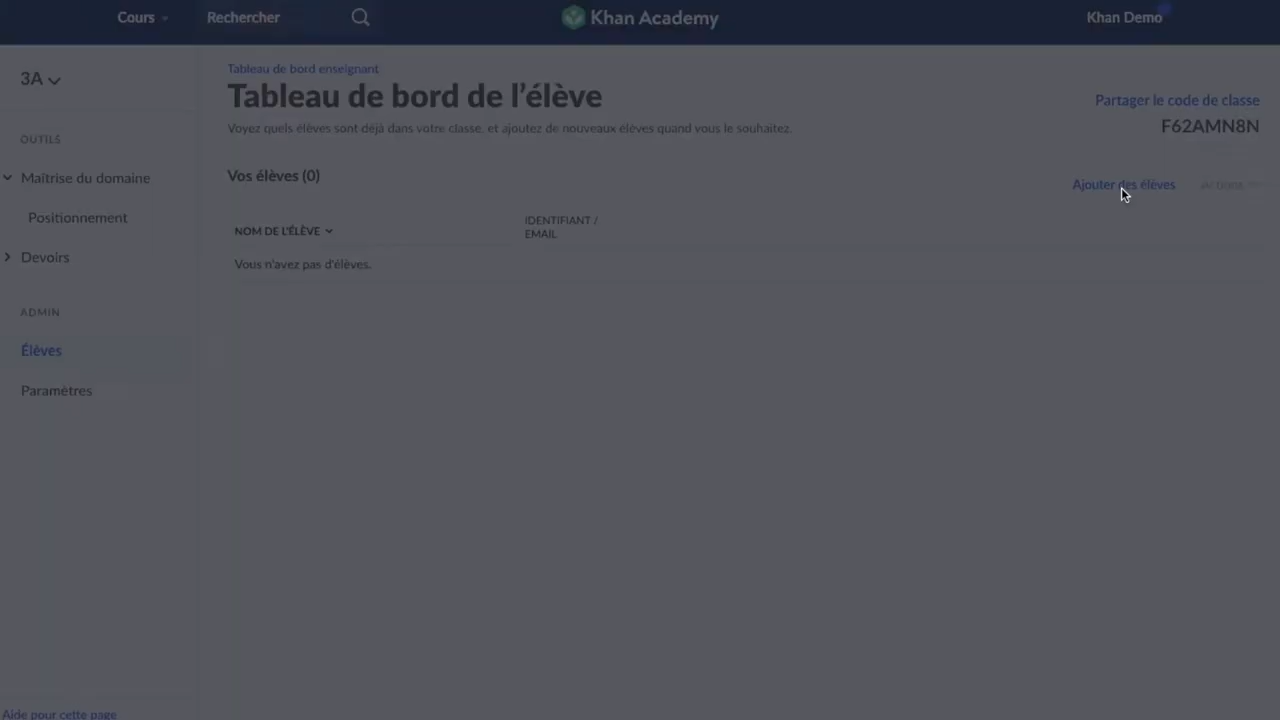 Cours
Rechercher
Khan Academy
Khan Demo
3A
OUTILS
Maîtrise du domaine
Positionnement
Devoirs
ADMIN
Élèves
Paramètres
Aide pour cette page
Tableau de bord enseignant
Tableau de bord de l'élève
Voyez quels élèves sont déjà dans votre classe, et ajoutez de nouveaux élèves quand vous le souhaitez.
Partager le code de classe
F62AMN8N
Vos élèves (0)
Ajouter des élèves
Actions
NOM DE L'ÉLÈVE
IDENTIFIANT /
EMAIL
Vous n'avez pas d'élèves.